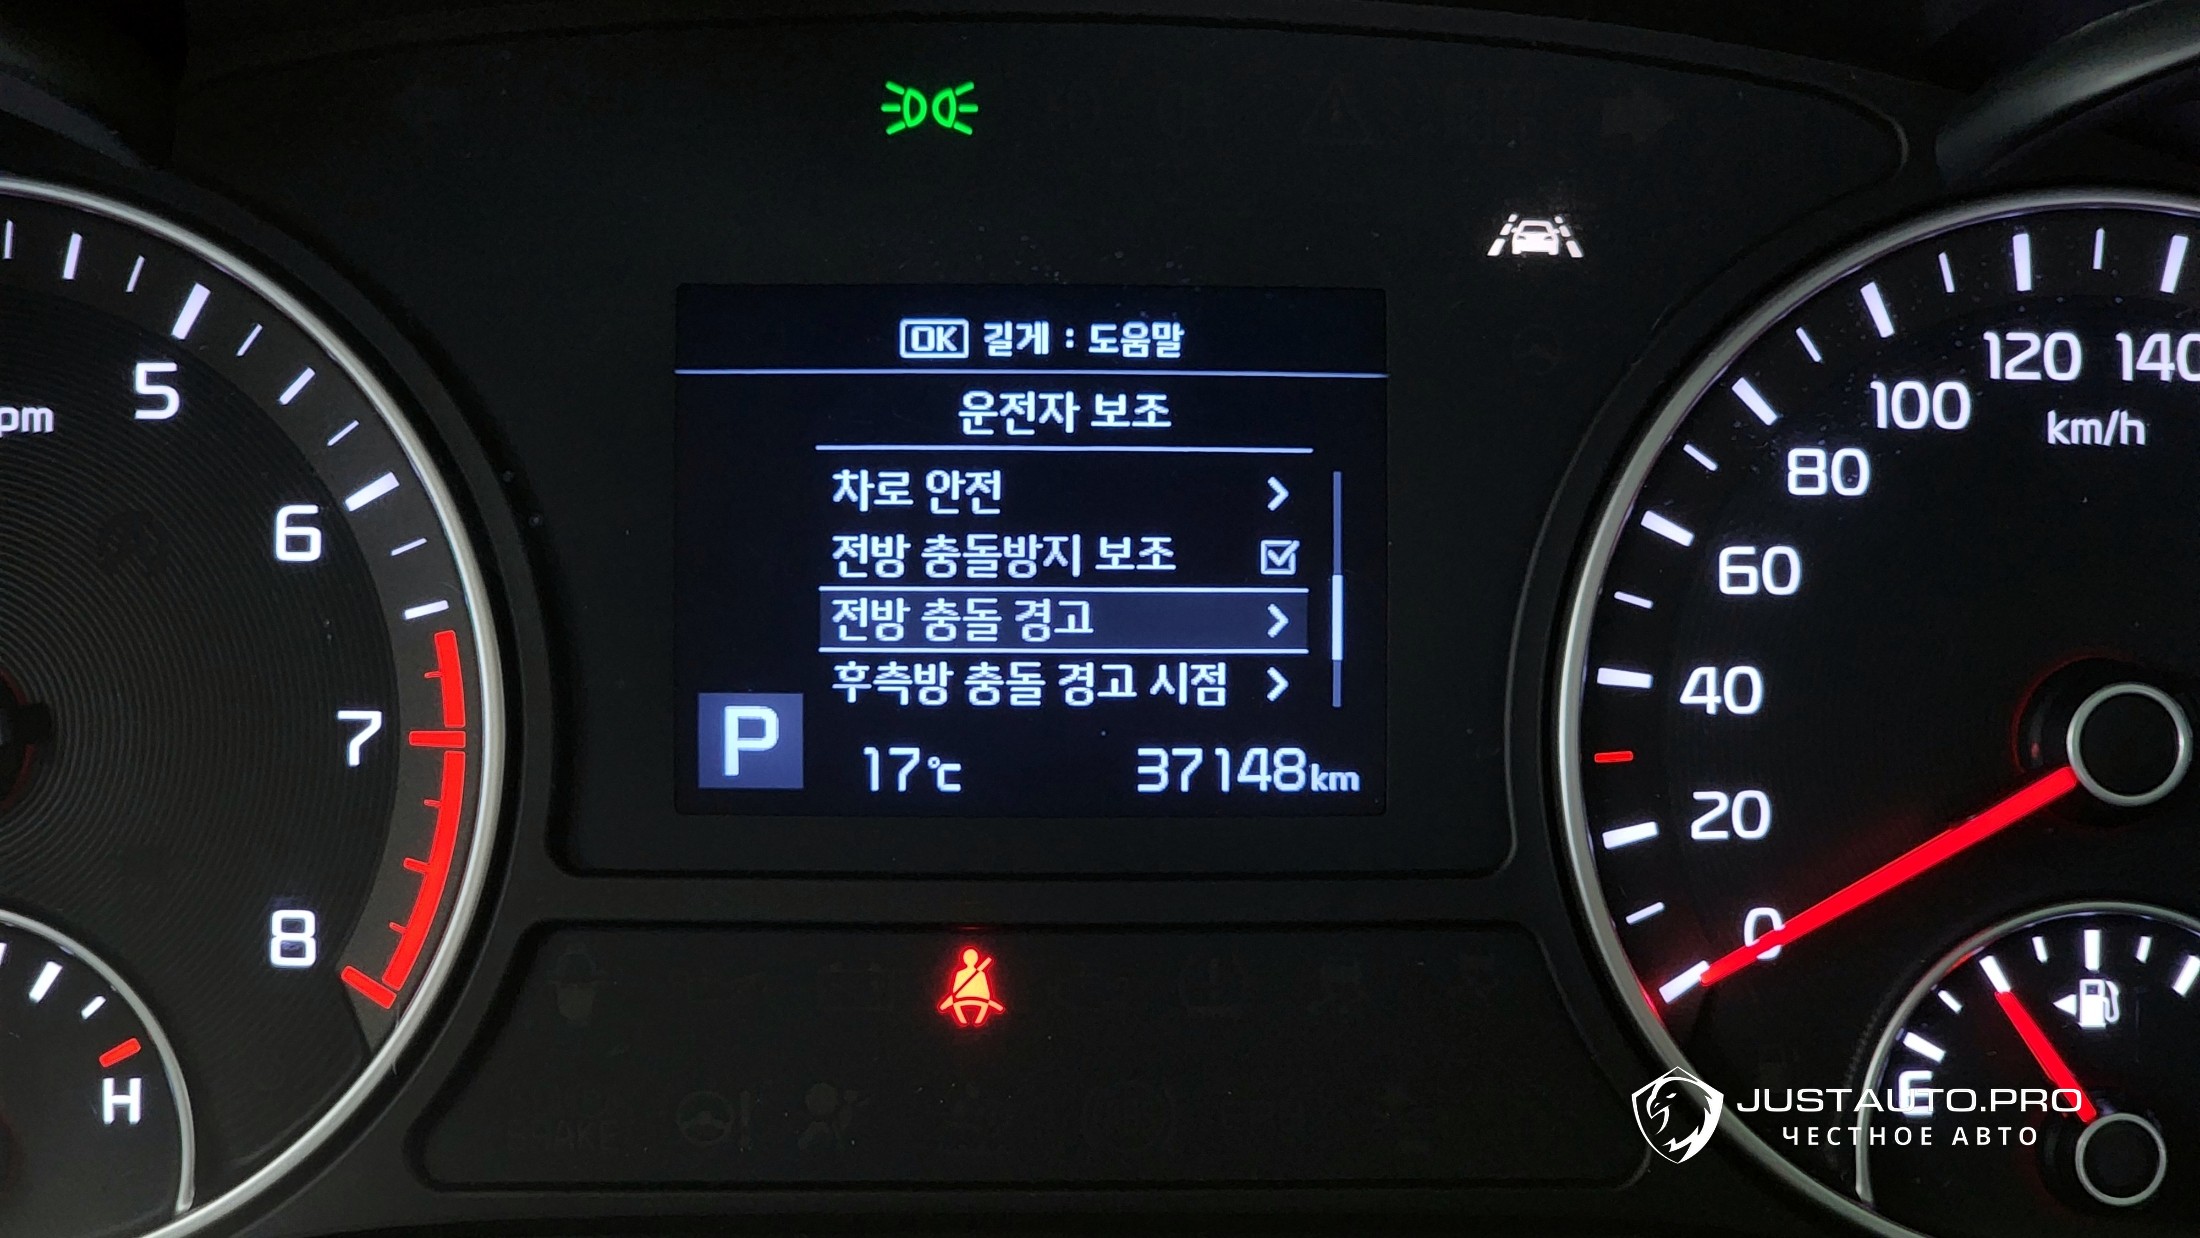 OK 길게 : 도움말
운전자 보조
차로 안전
전방 충돌방지 보조
전방 충돌 경고
후측방 충돌 경고 시점
P
17℃
37148km
5
6
7
8
H
140
120
100
km/h
80
60
40
20
0
E
JUSTAUTO.PRO
ЧЕСТНОЕ АВТО